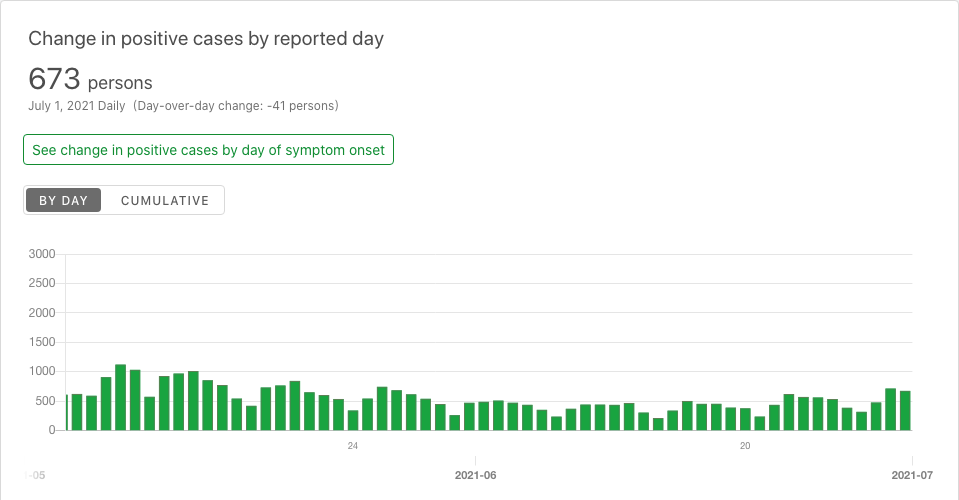 Change in positive cases by reported day
673 persons
July 1, 2021 Daily (Day-over-day change: -41 persons)
See change in positive cases by day of symptom onset
BY DAY CUMULATIVE
3000
2500
2000
1500
1000
500
0
24 20
-05 2021-06 2021-07